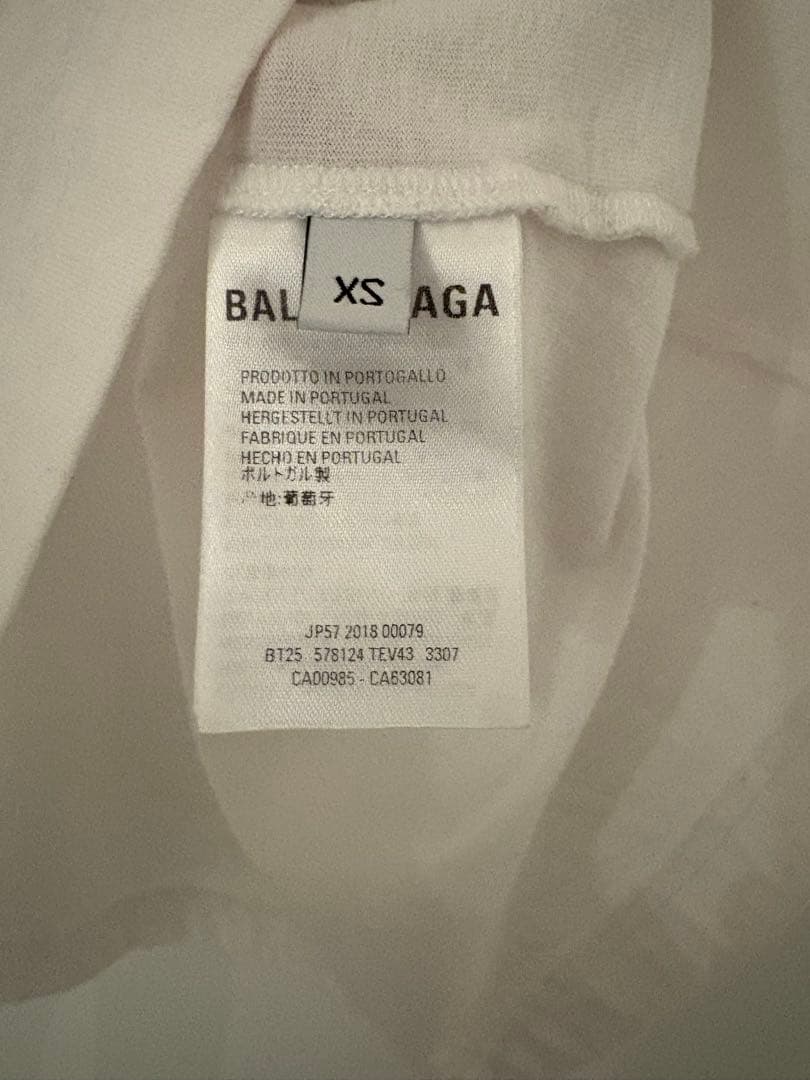 XS
BAL AGA
PRODOTTO IN PORTOGALLO
MADE IN PORTUGAL
HERGESTELLT IN PORTUGAL
FABRIQUE EN PORTUGAL
HECHO EN PORTUGAL
ポルトガル製
地:葡萄牙
JP57 2018 00079
BT25 578124 TEV43 3307
CA00985 - CA63081